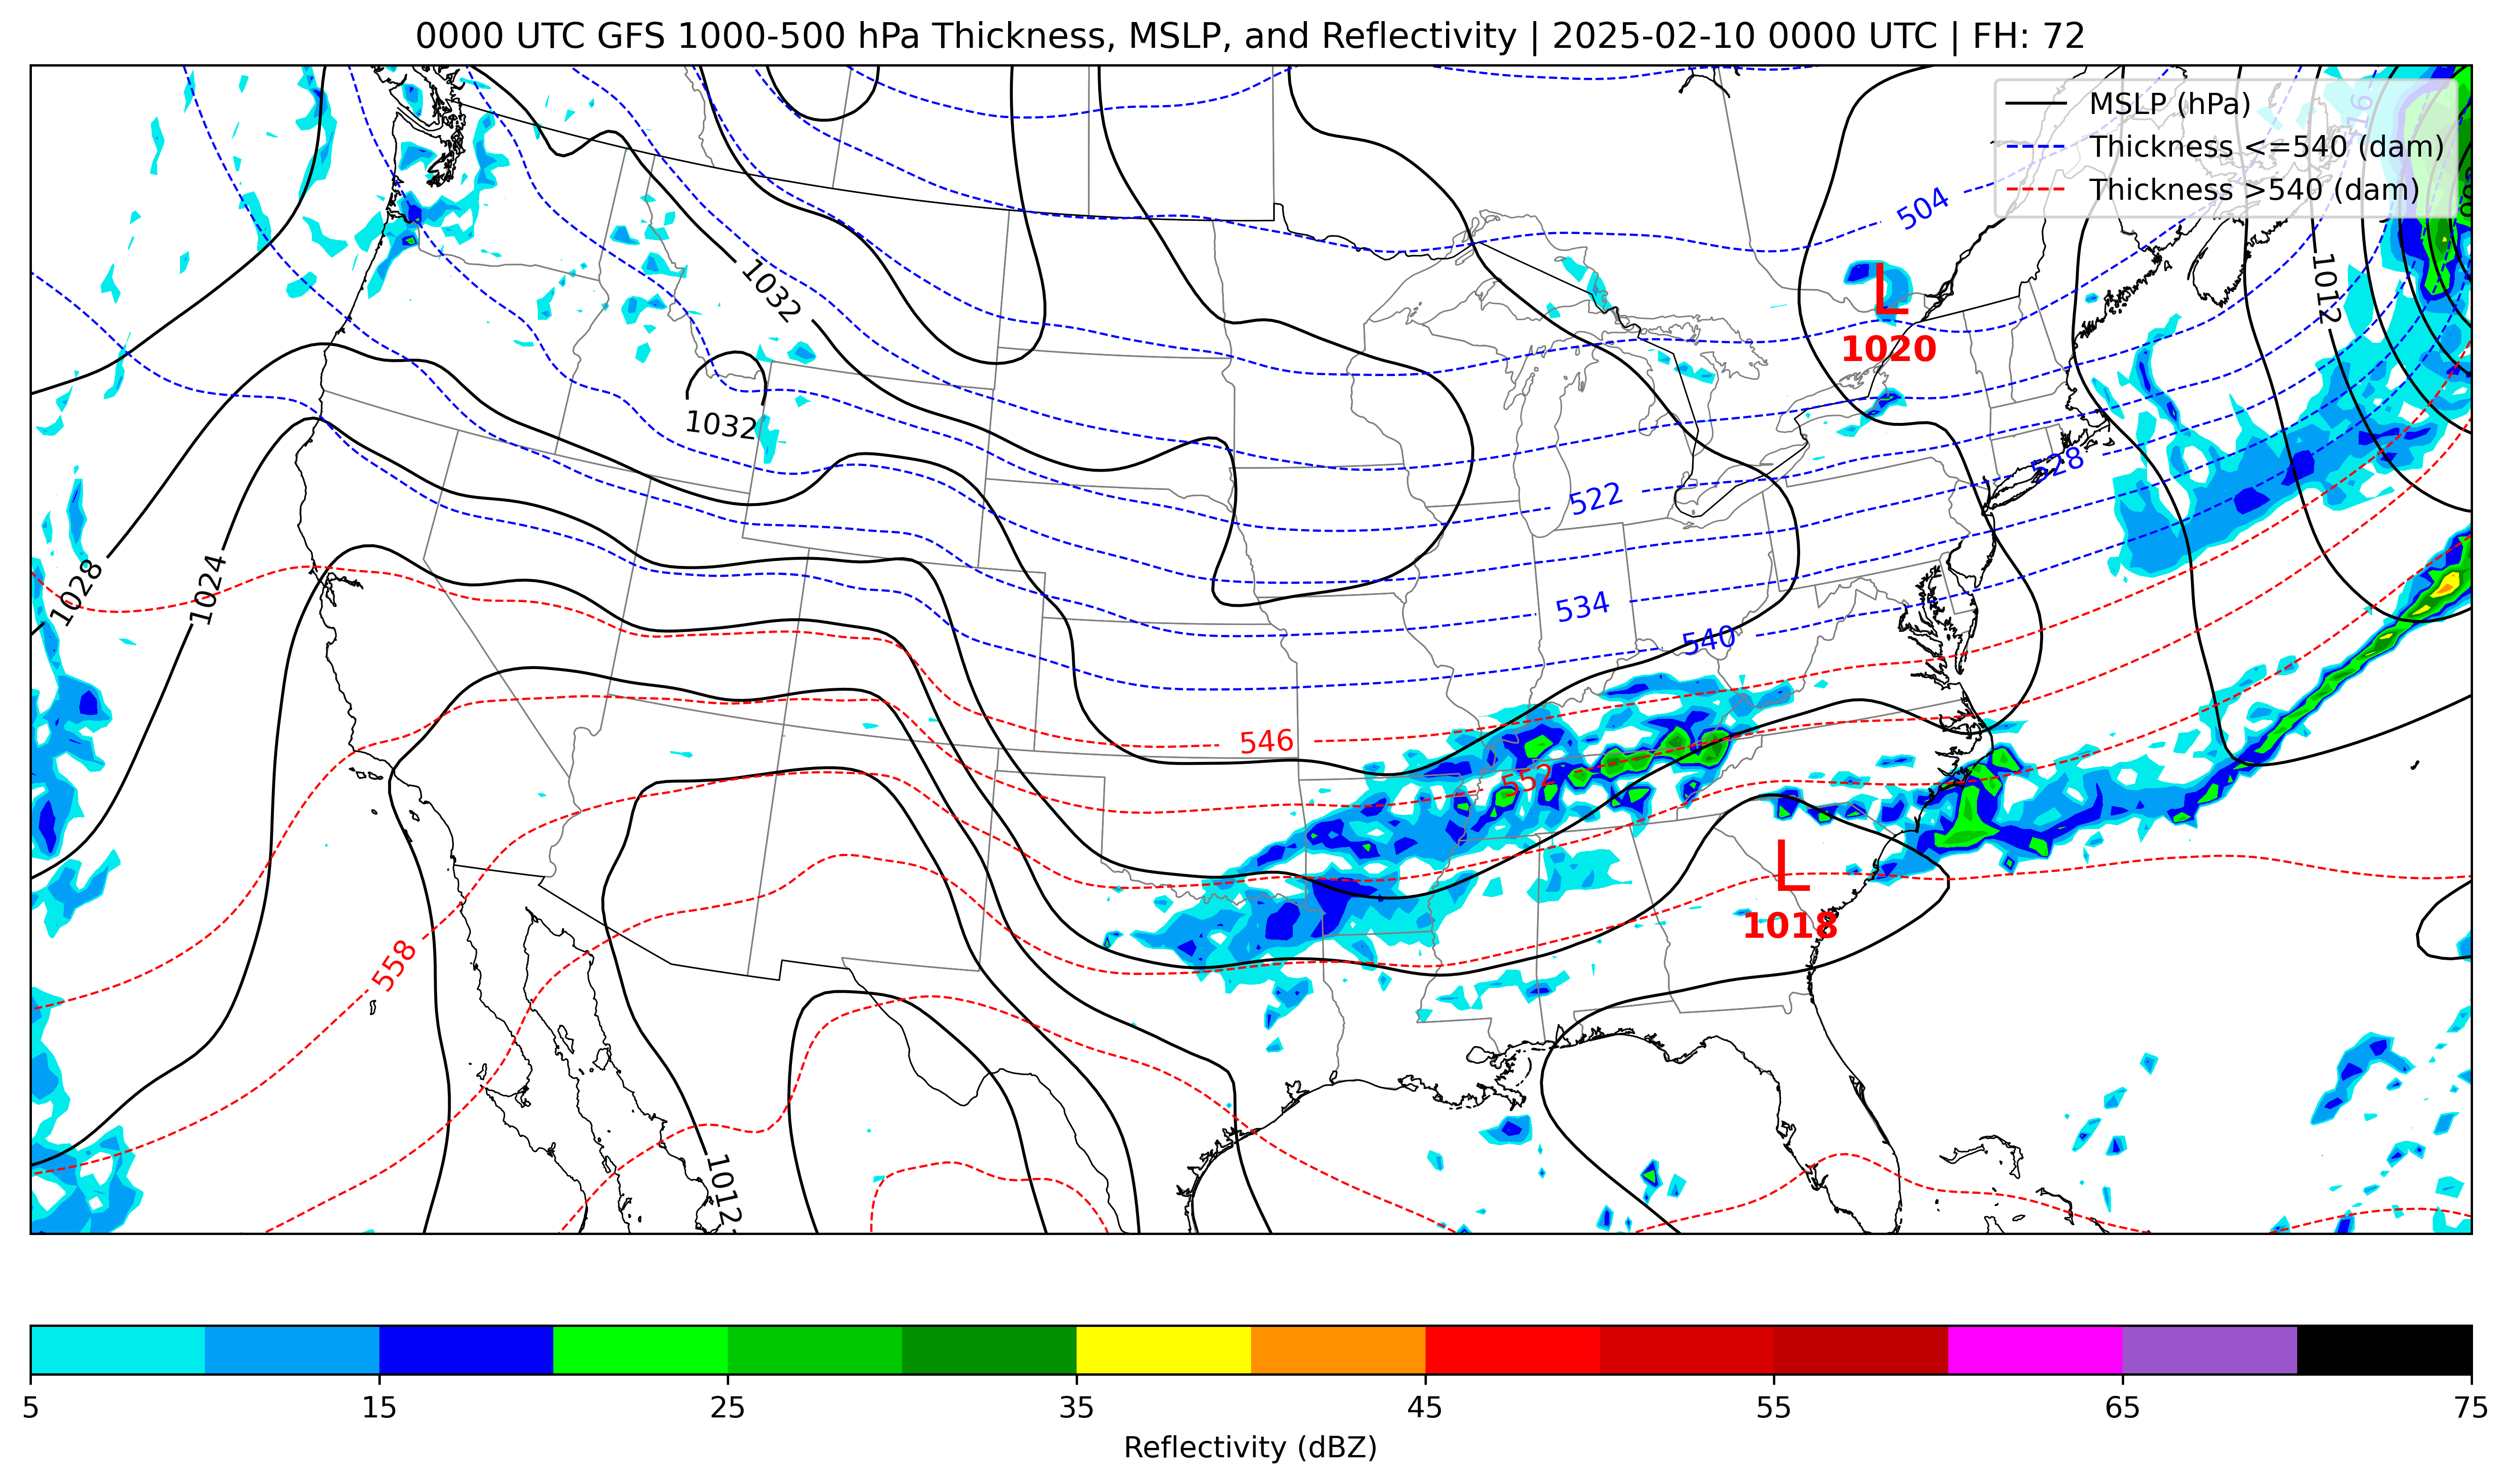 0000 UTC GFS 1000-500 hPa Thickness, MSLP, and Reflectivity | 2025-02-10 0000 UTC | FH: 72
MSLP (hPa)
Thickness <=540 (dam)
Thickness >540 (dam)
516
504
1032
1012
L
1020
1032
528
522
1028
1024
534
540
546
552
L
1018
558
1012
5 15 25 35 45 55 65 75
Reflectivity (dBZ)